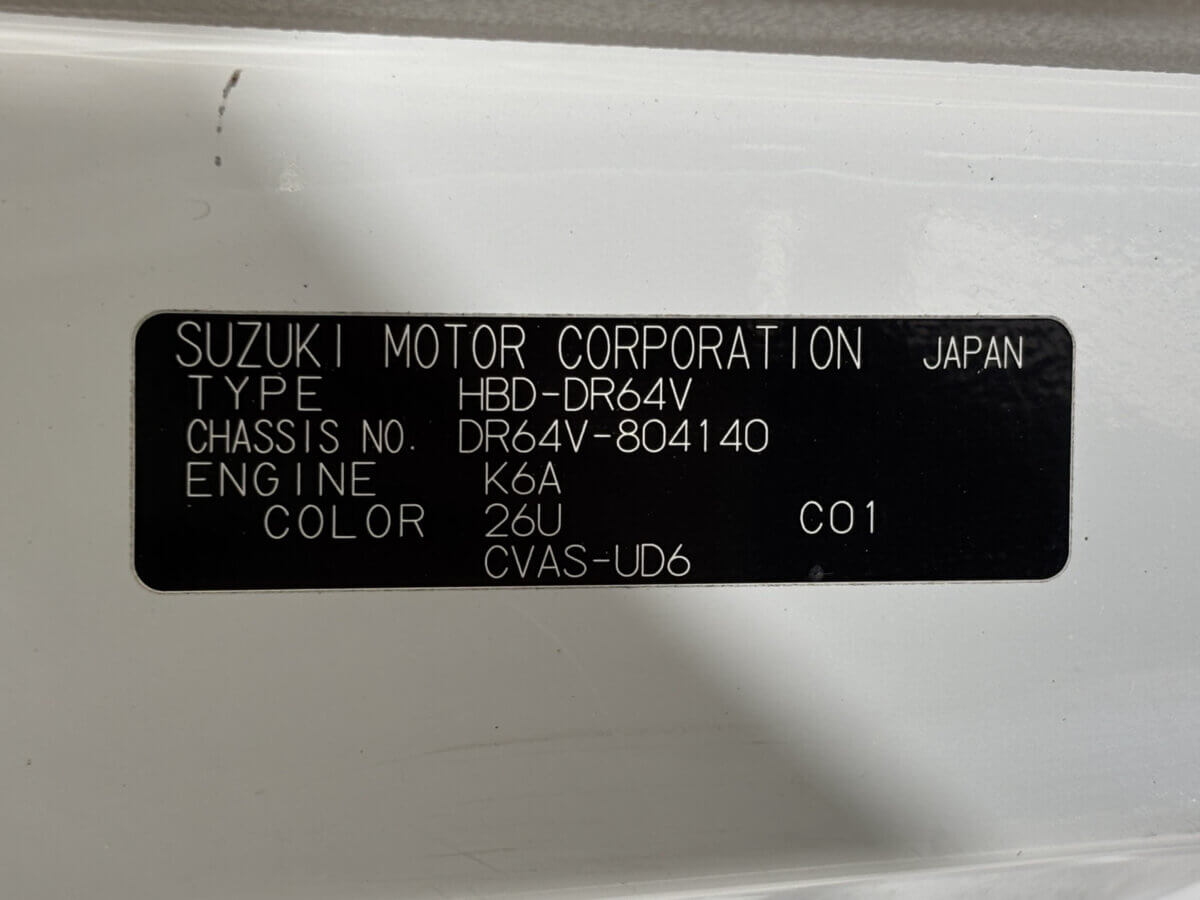 SUZUKI MOTOR CORPORATION JAPAN
TYPE HBD-DR64V
CHASSIS NO. DR64V-804140
ENGINE K6A
COLOR 26U C01
CVAS-UD6